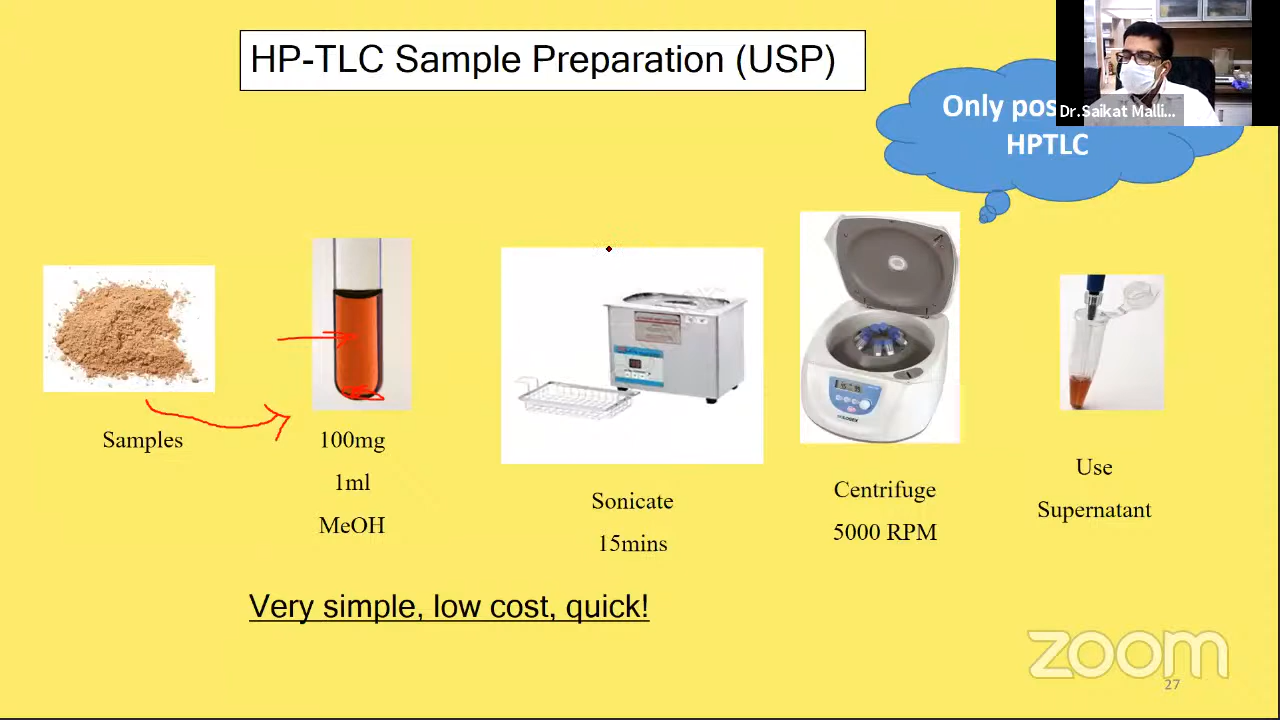 HP-TLC Sample Preparation (USP)
Only pos
HPTLC
Dr.Saikat Malli...
Samples
100mg
1ml
MeOH
Sonicate
15mins
Centrifuge
5000 RPM
Use
Supernatant
Very simple, low cost, quick!
zoom
27